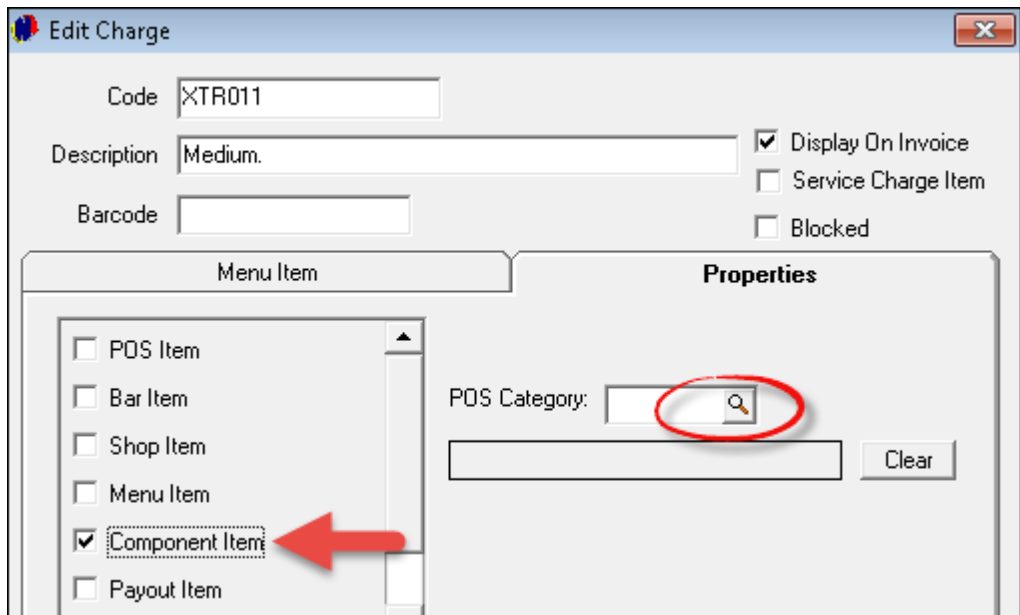 Edit Charge
Code XTR011
Description Medium.
Display On Invoice
Service Charge Item
Barcode
Blocked
Menu Item Properties
POS Item
Bar Item
POS Category:
Shop Item
Clear
Menu Item
Component Item
Payout Item